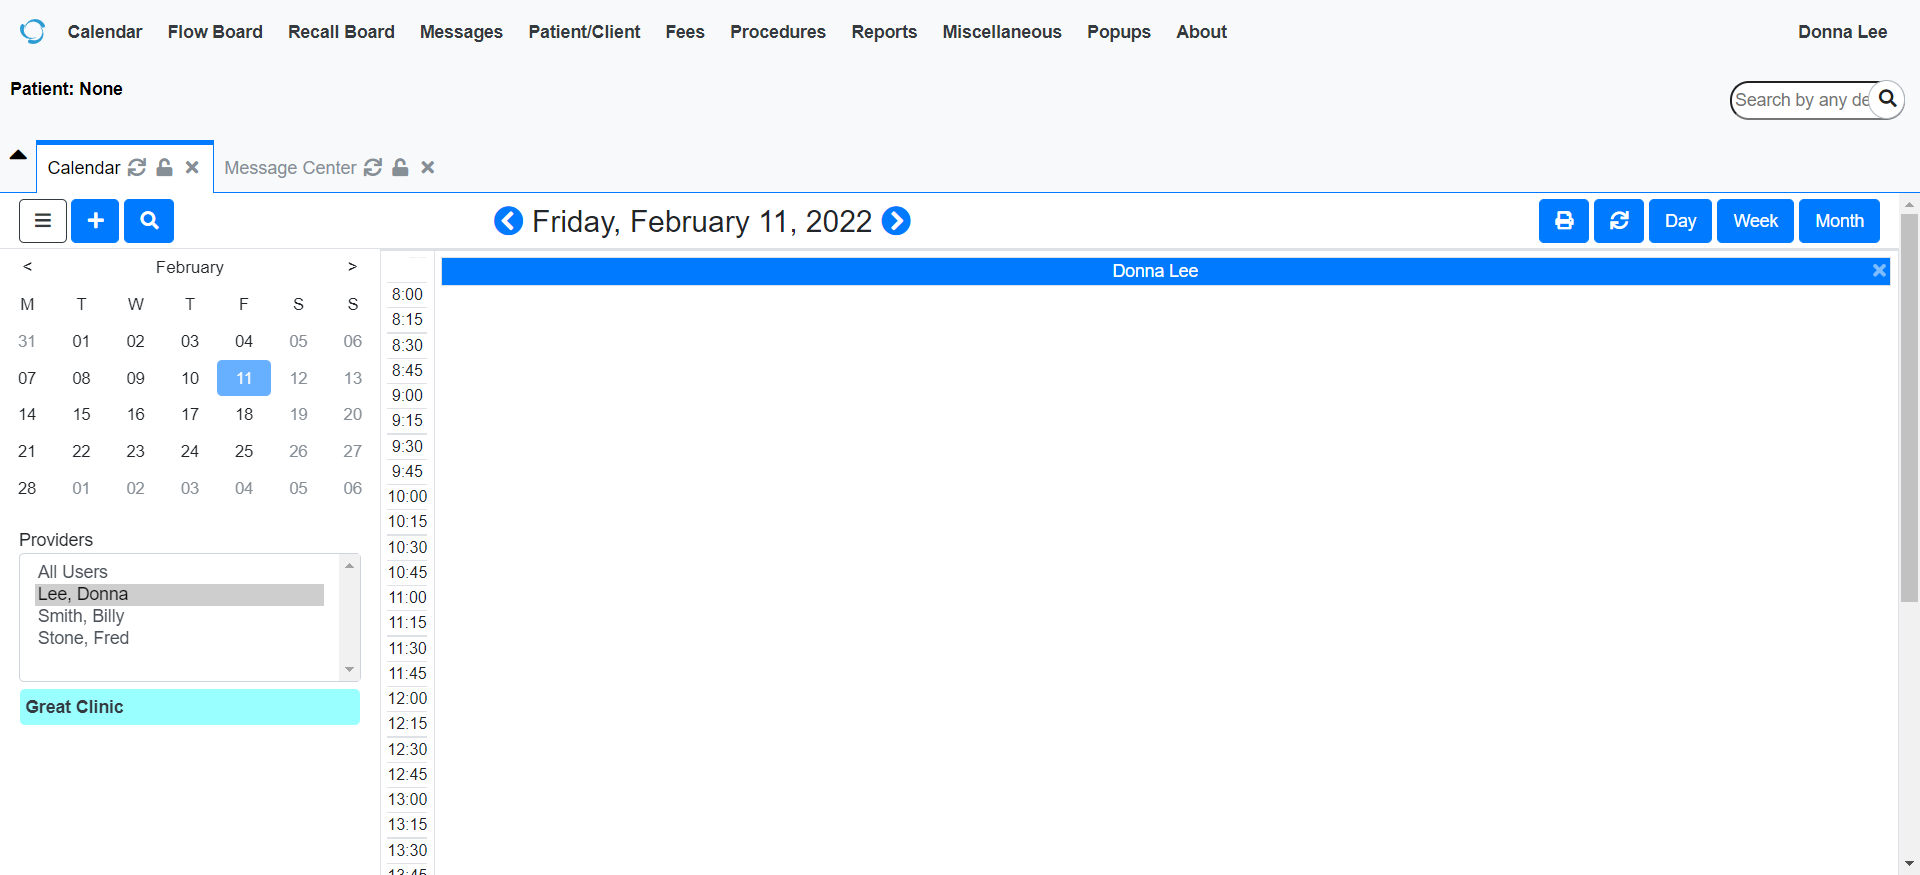 Calendar Flow Board Recall Board Messages Patient/Client Fees Procedures Reports Miscellaneous Popups About Donna Lee
Patient: None
Search by any de
Calendar Message Center
Friday, February 11, 2022
Day Week Month
< February >
M T W T F S S
31 01 02 03 04 05 06
07 08 09 10 11 12 13
14 15 16 17 18 19 20
21 22 23 24 25 26 27
28 01 02 03 04 05 06
Providers
All Users
Lee, Donna
Smith, Billy
Stone, Fred
Great Clinic
Donna Lee
8:00
8:15
8:30
8:45
9:00
9:15
9:30
9:45
10:00
10:15
10:30
10:45
11:00
11:15
11:30
11:45
12:00
12:15
12:30
12:45
13:00
13:15
13:30
13:45